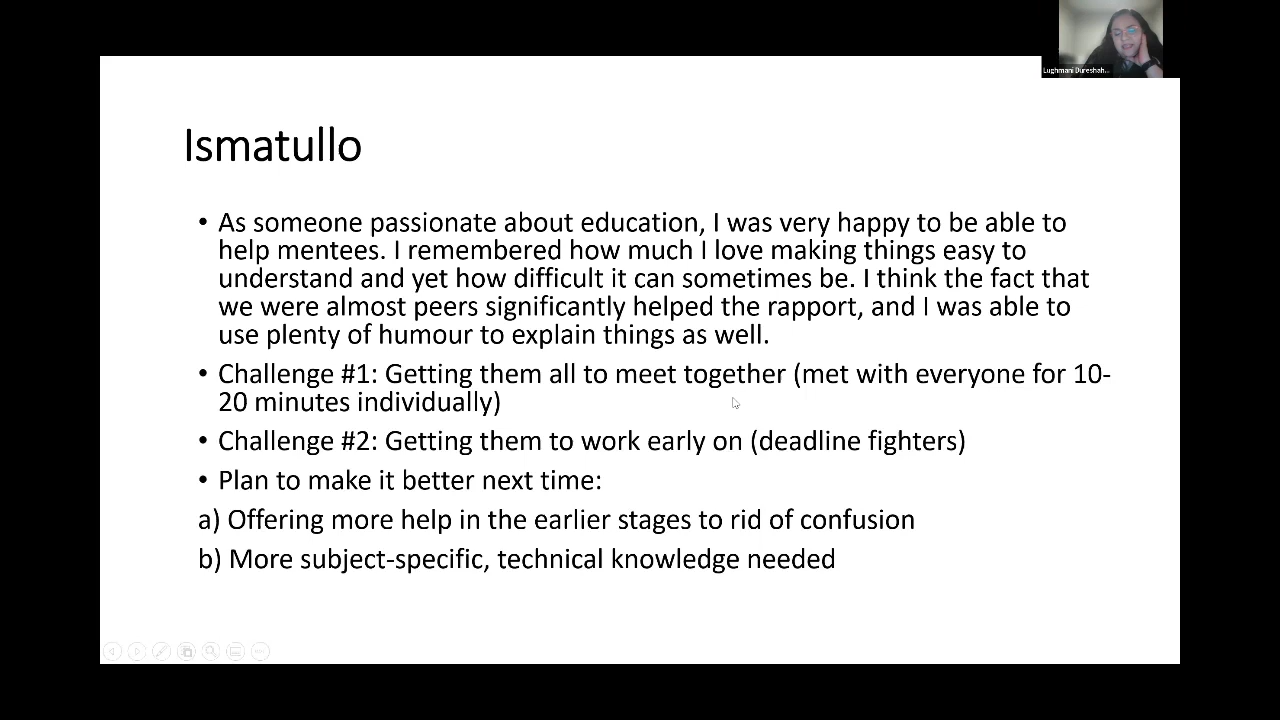 Lughmani Dureshah...
Ismatullo
• As someone passionate about education, I was very happy to be able to
help mentees. I remembered how much I love making things easy to
understand and yet how difficult it can sometimes be. I think the fact that
we were almost peers significantly helped the rapport, and I was able to
use plenty of humour to explain things as well.
• Challenge #1: Getting them all to meet together (met with everyone for 10-
20 minutes individually)
• Challenge #2: Getting them to work early on (deadline fighters)
• Plan to make it better next time:
a) Offering more help in the earlier stages to rid of confusion
b) More subject-specific, technical knowledge needed